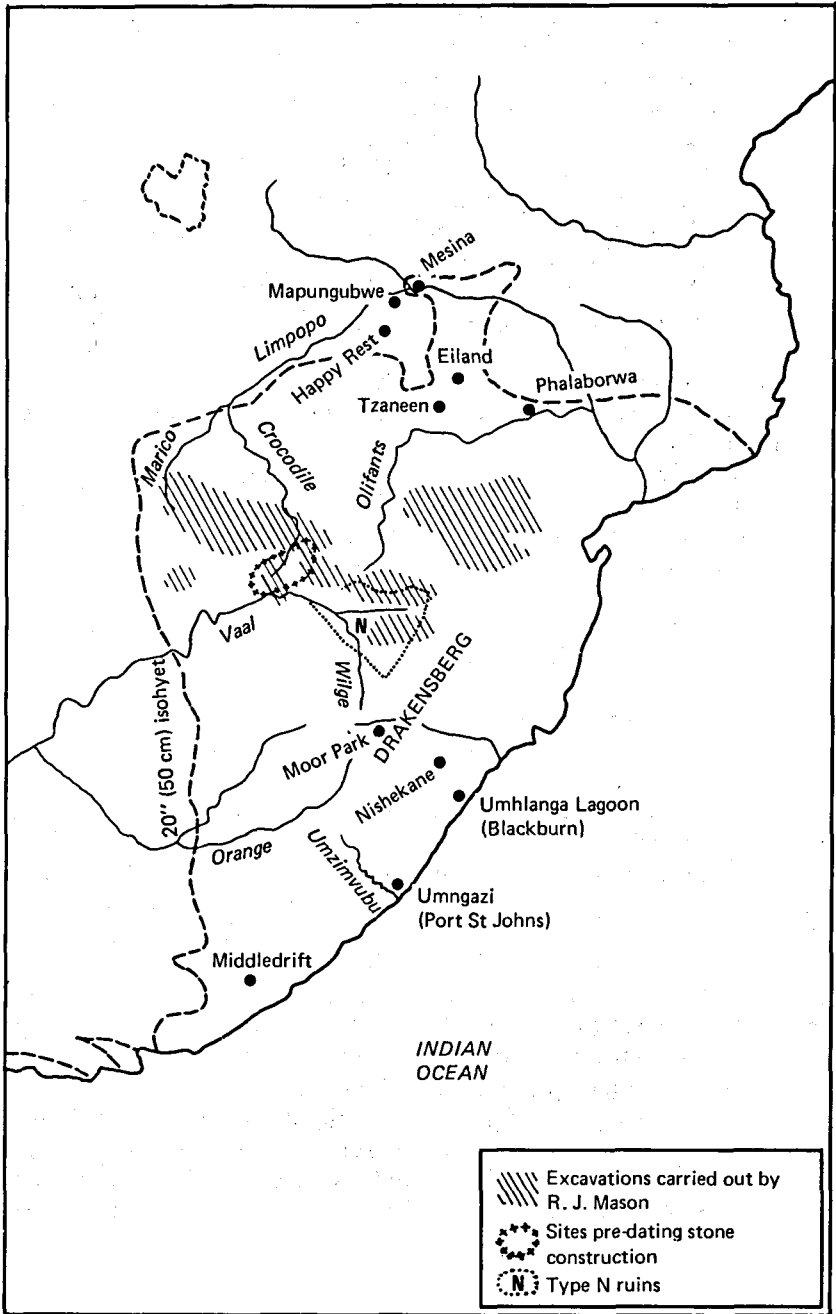 Mesina
Mapungubwe
Limpopo
Happy Rest
Eiland
Phalaborwa
Tzaneen
Marico
Crocodile
Olifants
Vaal
N
Wilge
DRAKENSBERG
20" (50 cm) isohyet
Moor Park
Nishekane
Umhlanga Lagoon
(Blackburn)
Orange
Umzimvubu
Umngazi
(Port St Johns)
Middledrift
INDIAN
OCEAN
Excavations carried out by
R. J. Mason
Sites pre-dating stone
construction
N Type N ruins